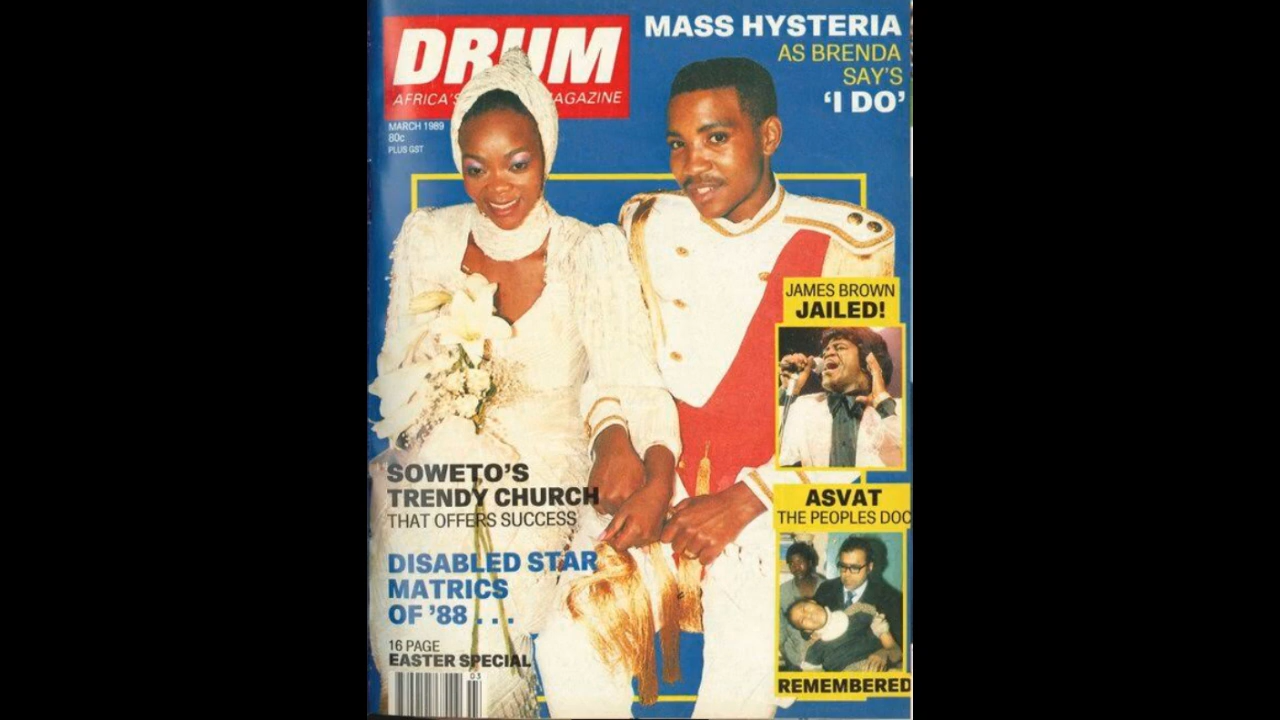 DRUM
AFRICA'S MAGAZINE
MARCH 1989
80c
PLUS GST
MASS HYSTERIA
AS BRENDA
SAY'S
‘I DO’
JAMES BROWN
JAILED!
SOWETO'S
TRENDY CHURCH
THAT OFFERS SUCCESS
DISABLED STAR
MATRICS
OF '88 . . .
16 PAGE
EASTER SPECIAL
03
ASVAT
THE PEOPLES DOC
REMEMBERED